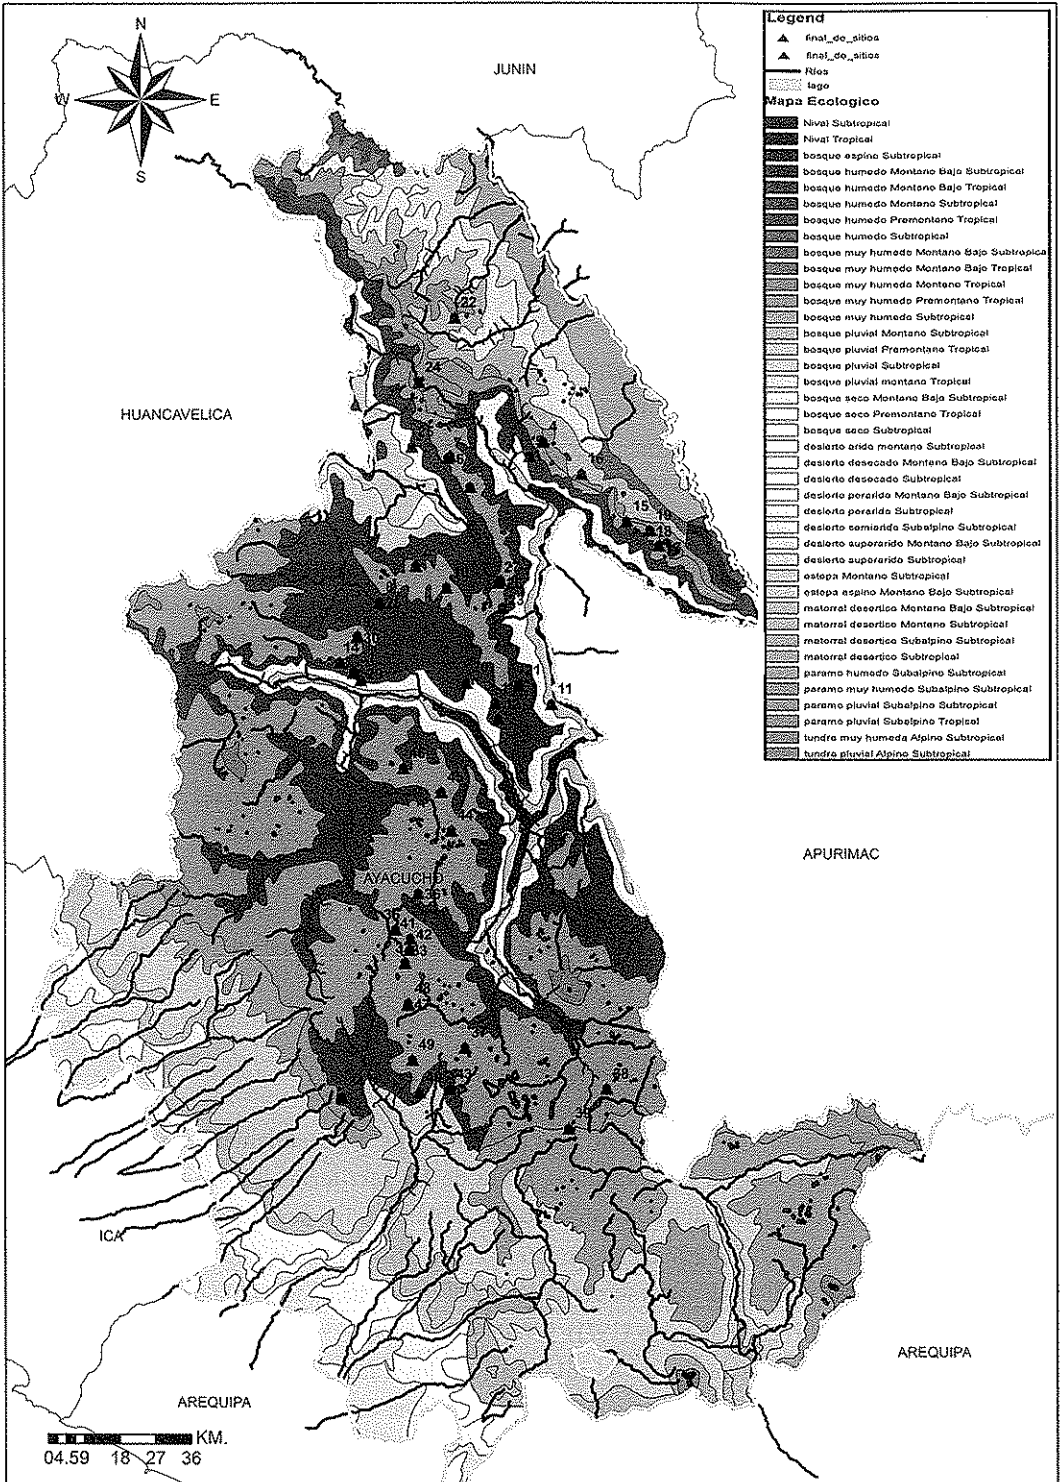 N
W
E
S
JUNIN
HUANCAVELICA
APURIMAC
AYACUCHO
ICA
AREQUIPA
AREQUIPA
22
24
4
15
18
2
14
1
11
44
41
42
49
38
KM.
04.59 18 27 36
Legend
final_de_sitios
final_de_sitios
Rios
lago
Mapa Ecologico
Nival Subtropical
Nival Tropical
bosque espino Subtropical
bosque humedo Montano Bajo Subtropical
bosque humedo Montano Bajo Tropical
bosque humedo Montano Subtropical
bosque humedo Premontano Tropical
bosque humedo Subtropical
bosque muy humedo Montano Bajo Subtropical
bosque muy humedo Montano Bajo Tropical
bosque muy humedo Montano Tropical
bosque muy humedo Premontano Tropical
bosque muy humedo Subtropical
bosque pluvial Montano Subtropical
bosque pluvial Premontano Tropical
bosque pluvial Subtropical
bosque pluvial montano Tropical
bosque seco Montano Bajo Subtropical
bosque seco Premontano Tropical
bosque seco Subtropical
desierto arido montano Subtropical
desierto desecado Montano Bajo Subtropical
desierto desecado Subtropical
desierto perarido Montano Bajo Subtropical
desierto perarido Subtropical
desierto semiarido Subalpino Subtropical
desierto superarido Montano Bajo Subtropical
desierto superarido Subtropical
estepa Montano Subtropical
estepa espino Montano Bajo Subtropical
matorral desertico Montano Bajo Subtropical
matorral desertico Montano Subtropical
matorral desertico Subalpino Subtropical
matorral desertico Subtropical
paramo humedo Subalpino Subtropical
paramo muy humedo Subalpino Subtropical
paramo pluvial Subalpino Subtropical
paramo pluvial Subalpino Tropical
tundra muy humeda Alpino Subtropical
tundra pluvial Alpino Subtropical